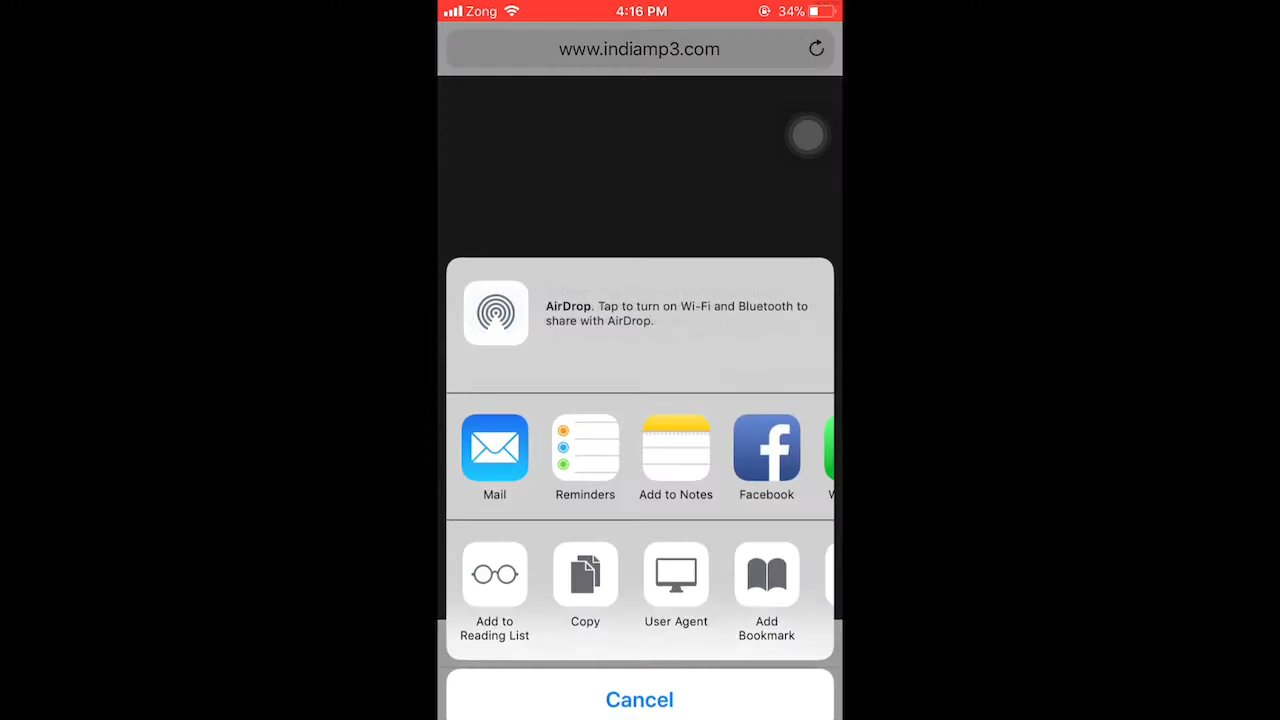 Zong
4:16 PM
34%
www.indiamp3.com
AirDrop. Tap to turn on Wi-Fi and Bluetooth to
share with AirDrop.
Mail
Reminders
Add to Notes
Facebook
Add to
Reading List
Copy
User Agent
Add
Bookmark
Cancel